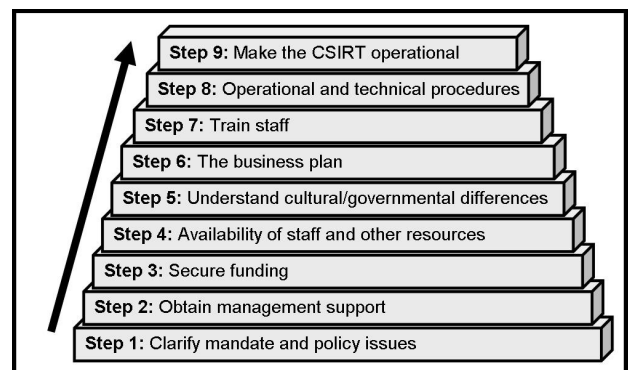 Step 9: Make the CSIRT operational
Step 8: Operational and technical procedures
Step 7: Train staff
Step 6: The business plan
Step 5: Understand cultural/governmental differences
Step 4: Availability of staff and other resources
Step 3: Secure funding
Step 2: Obtain management support
Step 1: Clarify mandate and policy issues